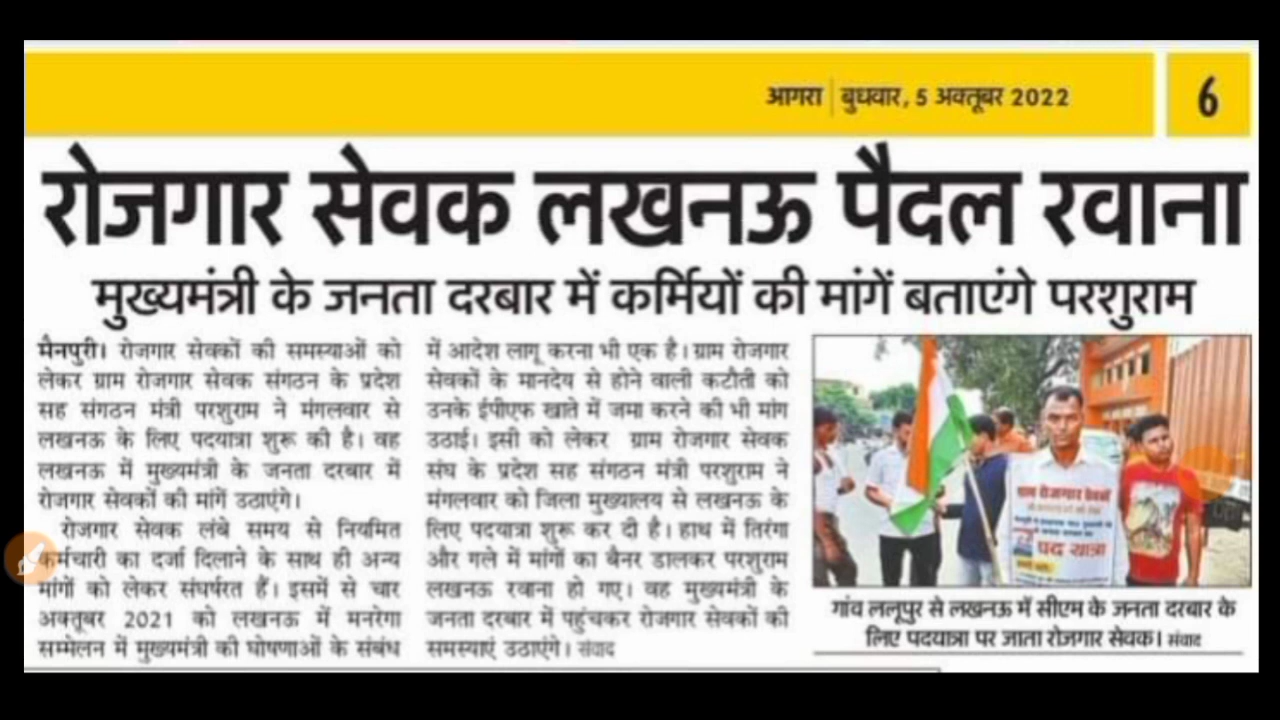 आगरा बुधवार, 5 अक्तूबर 2022
6
रोजगार सेवक लखनऊ पैदल रवाना
मुख्यमंत्री के जनता दरबार में कर्मियों की मांगें बताएंगे परशुराम
मैनपुरी। रोजगार सेवकों की समस्याओं को
लेकर ग्राम रोजगार सेवक संगठन के प्रदेश
सह संगठन मंत्री परशुराम ने मंगलवार से
लखनऊ के लिए पदयात्रा शुरू की है। वह
लखनऊ में मुख्यमंत्री के जनता दरबार में
रोजगार सेवकों की मांगें उठाएंगे।
रोजगार सेवक लंबे समय से नियमित
कर्मचारी का दर्जा दिलाने के साथ ही अन्य
मांगों को लेकर संघर्षरत हैं। इसमें से चार
अक्तूबर 2021 को लखनऊ में मनरेगा
सम्मेलन में मुख्यमंत्री की घोषणाओं के संबंध
में आदेश लागू करना भी एक है। ग्राम रोजगार
सेवकों के मानदेय से होने वाली कटौती को
उनके ईपीएफ खाते में जमा करने की भी मांग
उठाई। इसी को लेकर ग्राम रोजगार सेवक
संघ के प्रदेश सह संगठन मंत्री परशुराम ने
मंगलवार को जिला मुख्यालय से लखनऊ के
लिए पदयात्रा शुरू कर दी है। हाथ में तिरंगा
और गले में मांगों का बैनर डालकर परशुराम
लखनऊ रवाना हो गए। वह मुख्यमंत्री के
जनता दरबार में पहुंचकर रोजगार सेवकों की
समस्याएं उठाएंगे। संवाद
ग्राम रोजगार सेवकों
पद यात्रा
गांव ललूपुर से लखनऊ में सीएम के जनता दरबार के
लिए पदयात्रा पर जाता रोजगार सेवक। संवाद